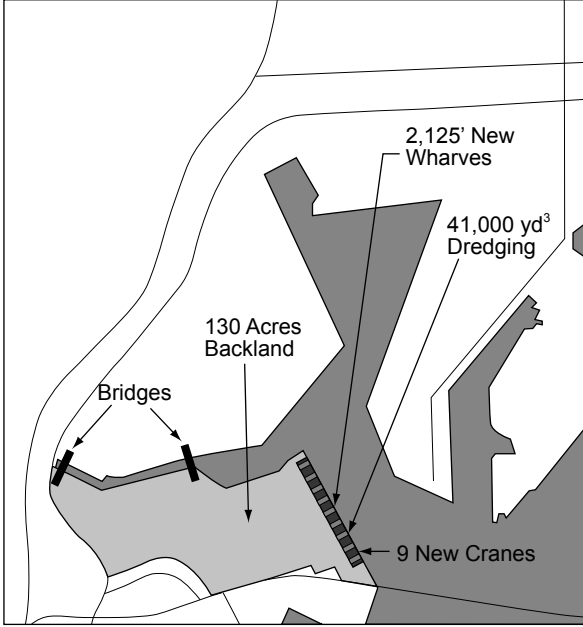 2,125’ New
Wharves
41,000 yd³
Dredging
130 Acres
Backland
Bridges
9 New Cranes